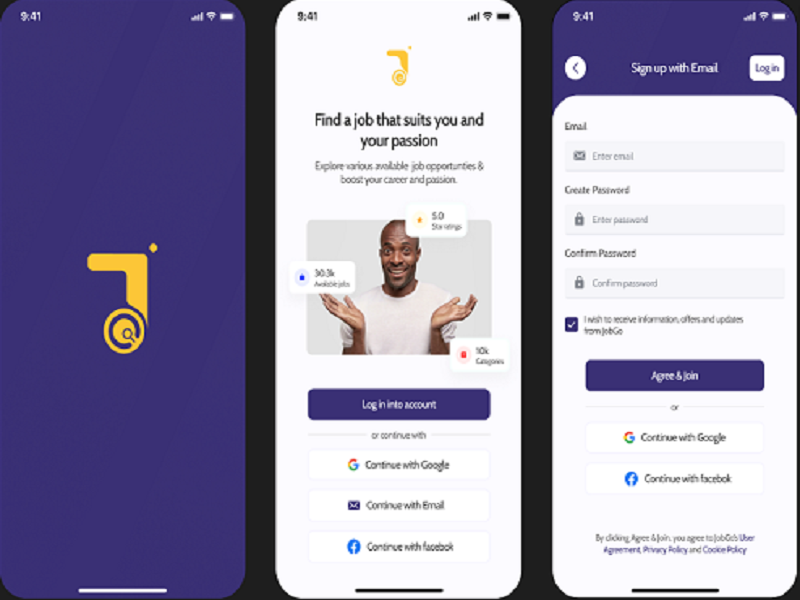 9:41
9:41
Find a job that suits you and
your passion
Explore various available job opportunties &
boost your career and passion.
5.0
Star ratings
30.3k
Available jobs
10k
Categories
Log in into account
or continue with
Continue with Google
Continue with Email
Continue with facebok
9:41
Sign up with Email
Log in
Email
Enter email
Create Password
Enter password
Confirm Password
Confirm password
I wish to receive information, offers and updates
from JobGo
Agree & Join
or
Continue with Google
Continue with facebok
By clicking Agree & Join, you agree to JobGo's User
Agreement, Privacy Policy and Cookie Policy